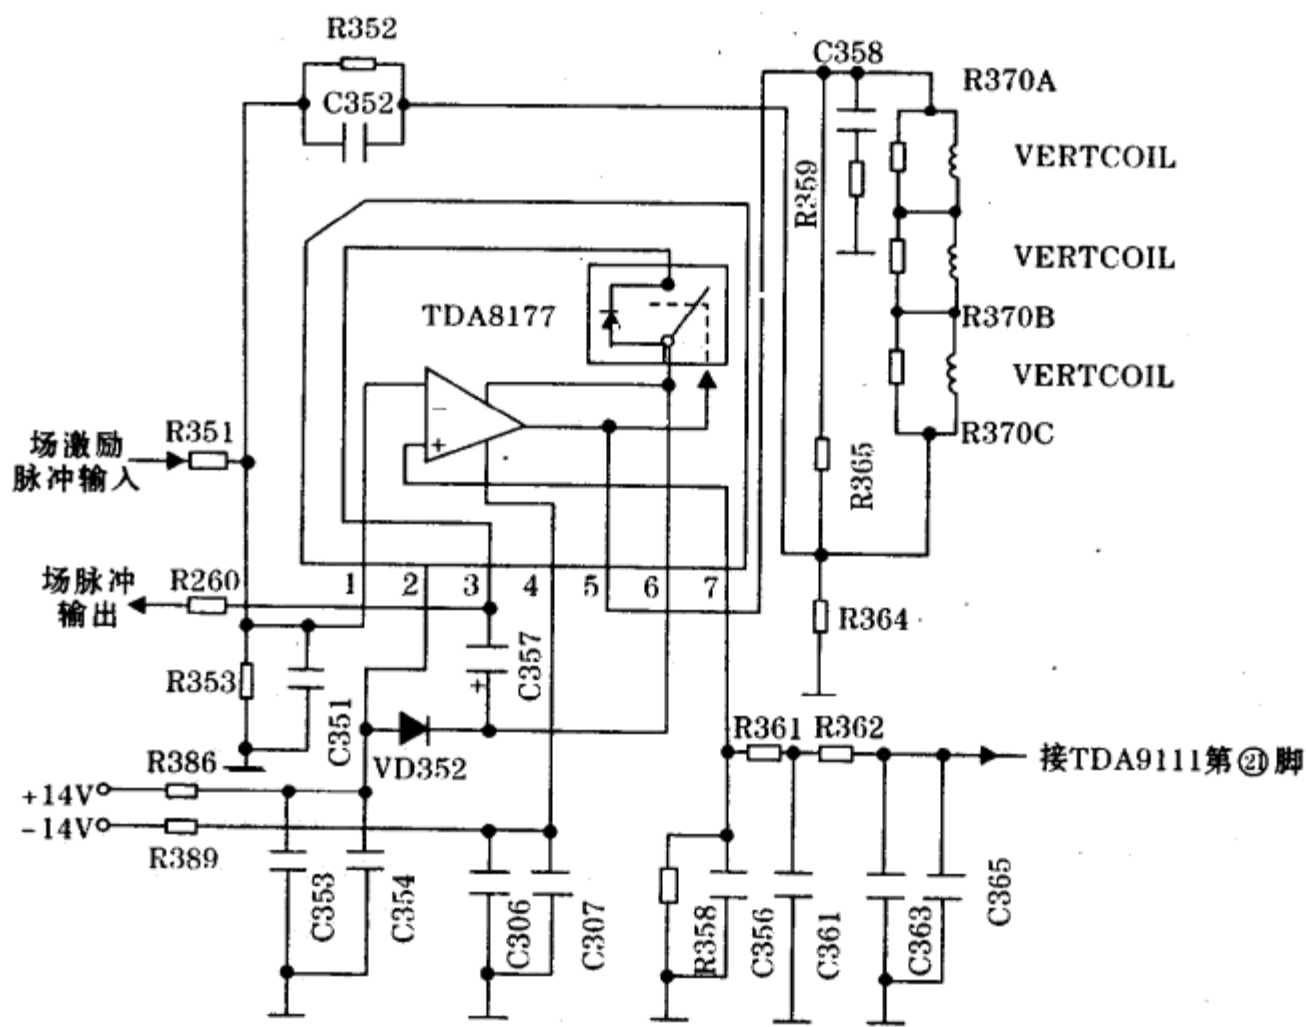 R352
C352
C358
R370A
VERTCOIL
R359
VERTCOIL
TDA8177
R370B
VERTCOIL
R370C
R351
场激励
脉冲输入
−
+
R365
场脉冲
输出
R260
1 2 3 4 5 6 7
R364
R353
C351
C357
+
VD352
R361 R362
接TDA9111第㉑脚
R386
+14V
-14V
R389
C353
C354
C306
C307
R358
C356
C361
C363
C365